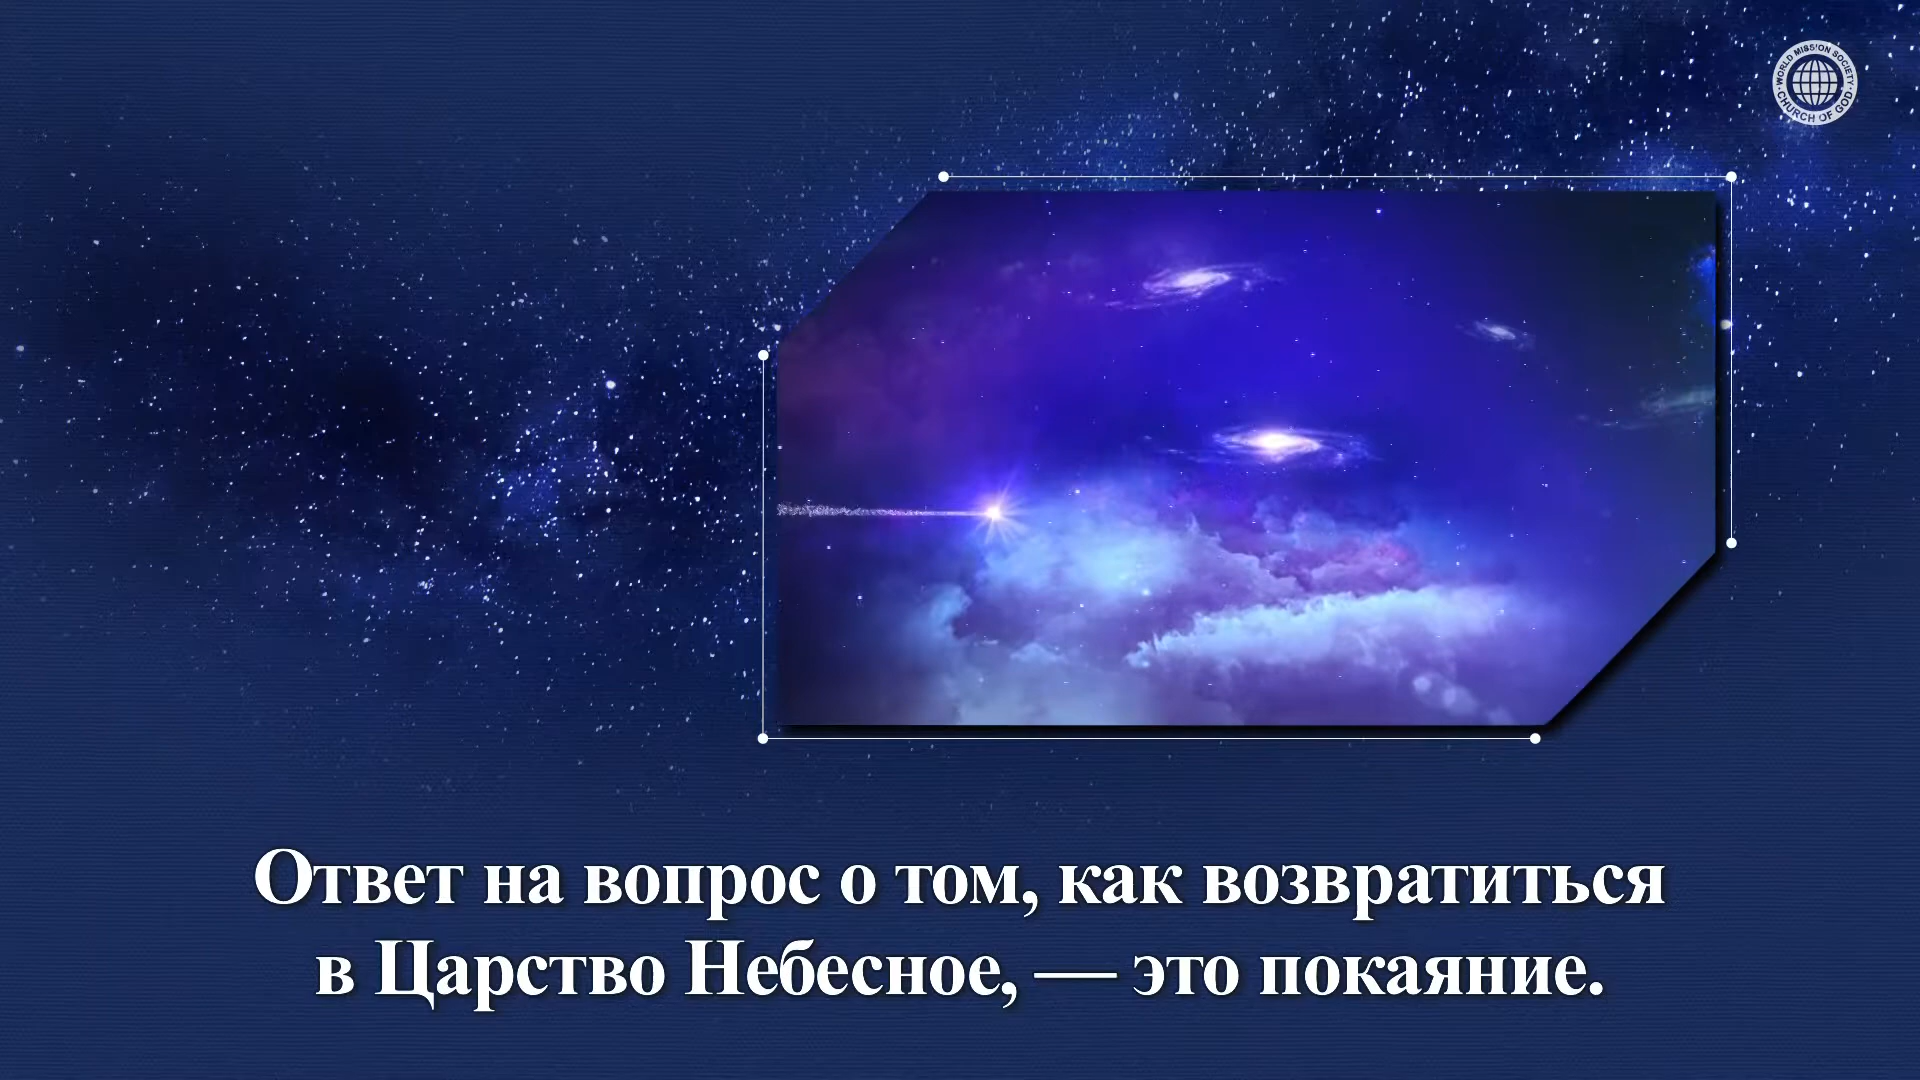 WORLD MISSION SOCIETY
CHURCH OF GOD
Ответ на вопрос о том, как возвратиться
в Царство Небесное, — это покаяние.